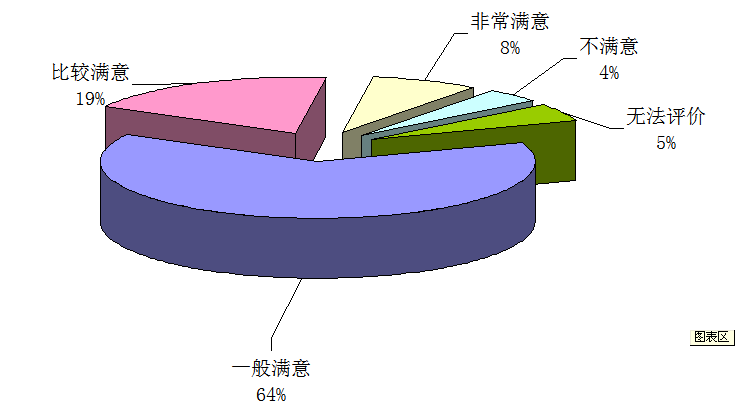 非常满意
8%
不满意
4%
比较满意
19%
无法评价
5%
图表区
一般满意
64%